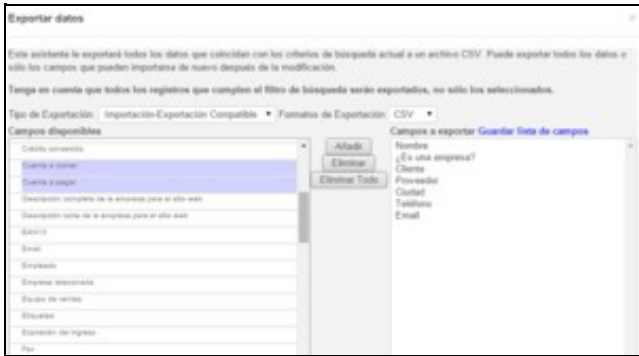 Exportar datos
Este asistente le exportará todos los datos que coincidan con los criterios de búsqueda actual a un archivo CSV. Puede exportar todos los datos o
sólo los campos que pueden importarse de nuevo después de la modificación.
Tenga en cuenta que todos los registros que cumplen el filtro de búsqueda serán exportados, no sólo los seleccionados.
Tipo de Exportación: Importación-Exportación Compatible Formatos de Exportación: CSV
Campos disponibles
Crédito concedido
Cuenta a cobrar
Cuenta a pagar
Descripción completa de la empresa para el sitio web
Descripción corta de la empresa para el sitio web
EAN13
Email
Empleado
Empresa relacionada
Equipo de ventas
Etiquetas
Expiración del ingreso
Fax
Añadir
Eliminar
Eliminar Todo
Campos a exportar Guardar lista de campos
Nombre
¿Es una empresa?
Cliente
Proveedor
Ciudad
Teléfono
Email